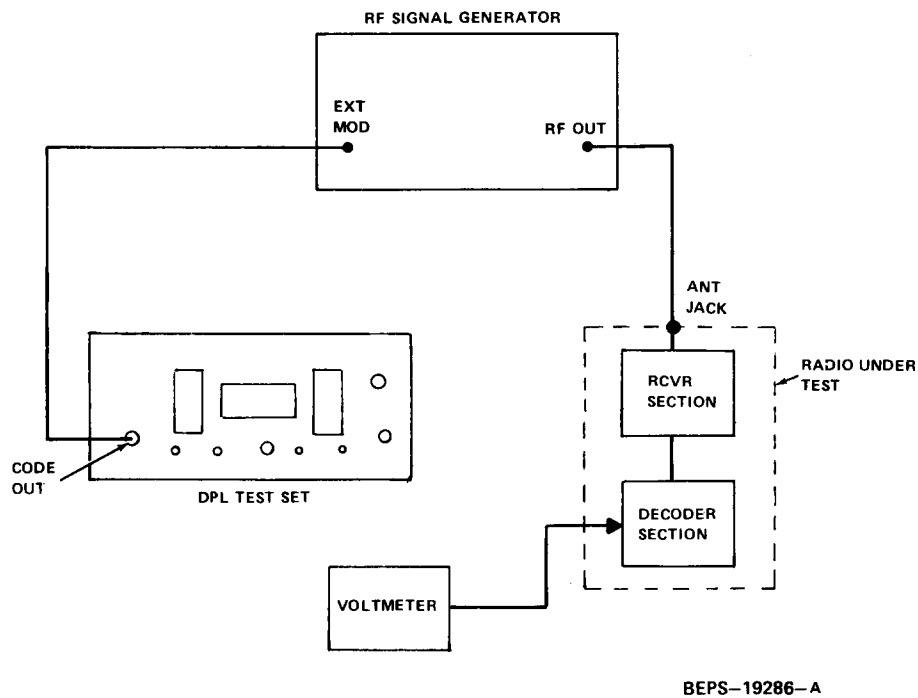 RF SIGNAL GENERATOR
EXT
MOD
RF OUT
ANT
JACK
RADIO UNDER
TEST
RCVR
SECTION
CODE
OUT
DPL TEST SET
DECODER
SECTION
VOLTMETER
BEPS-19286-A